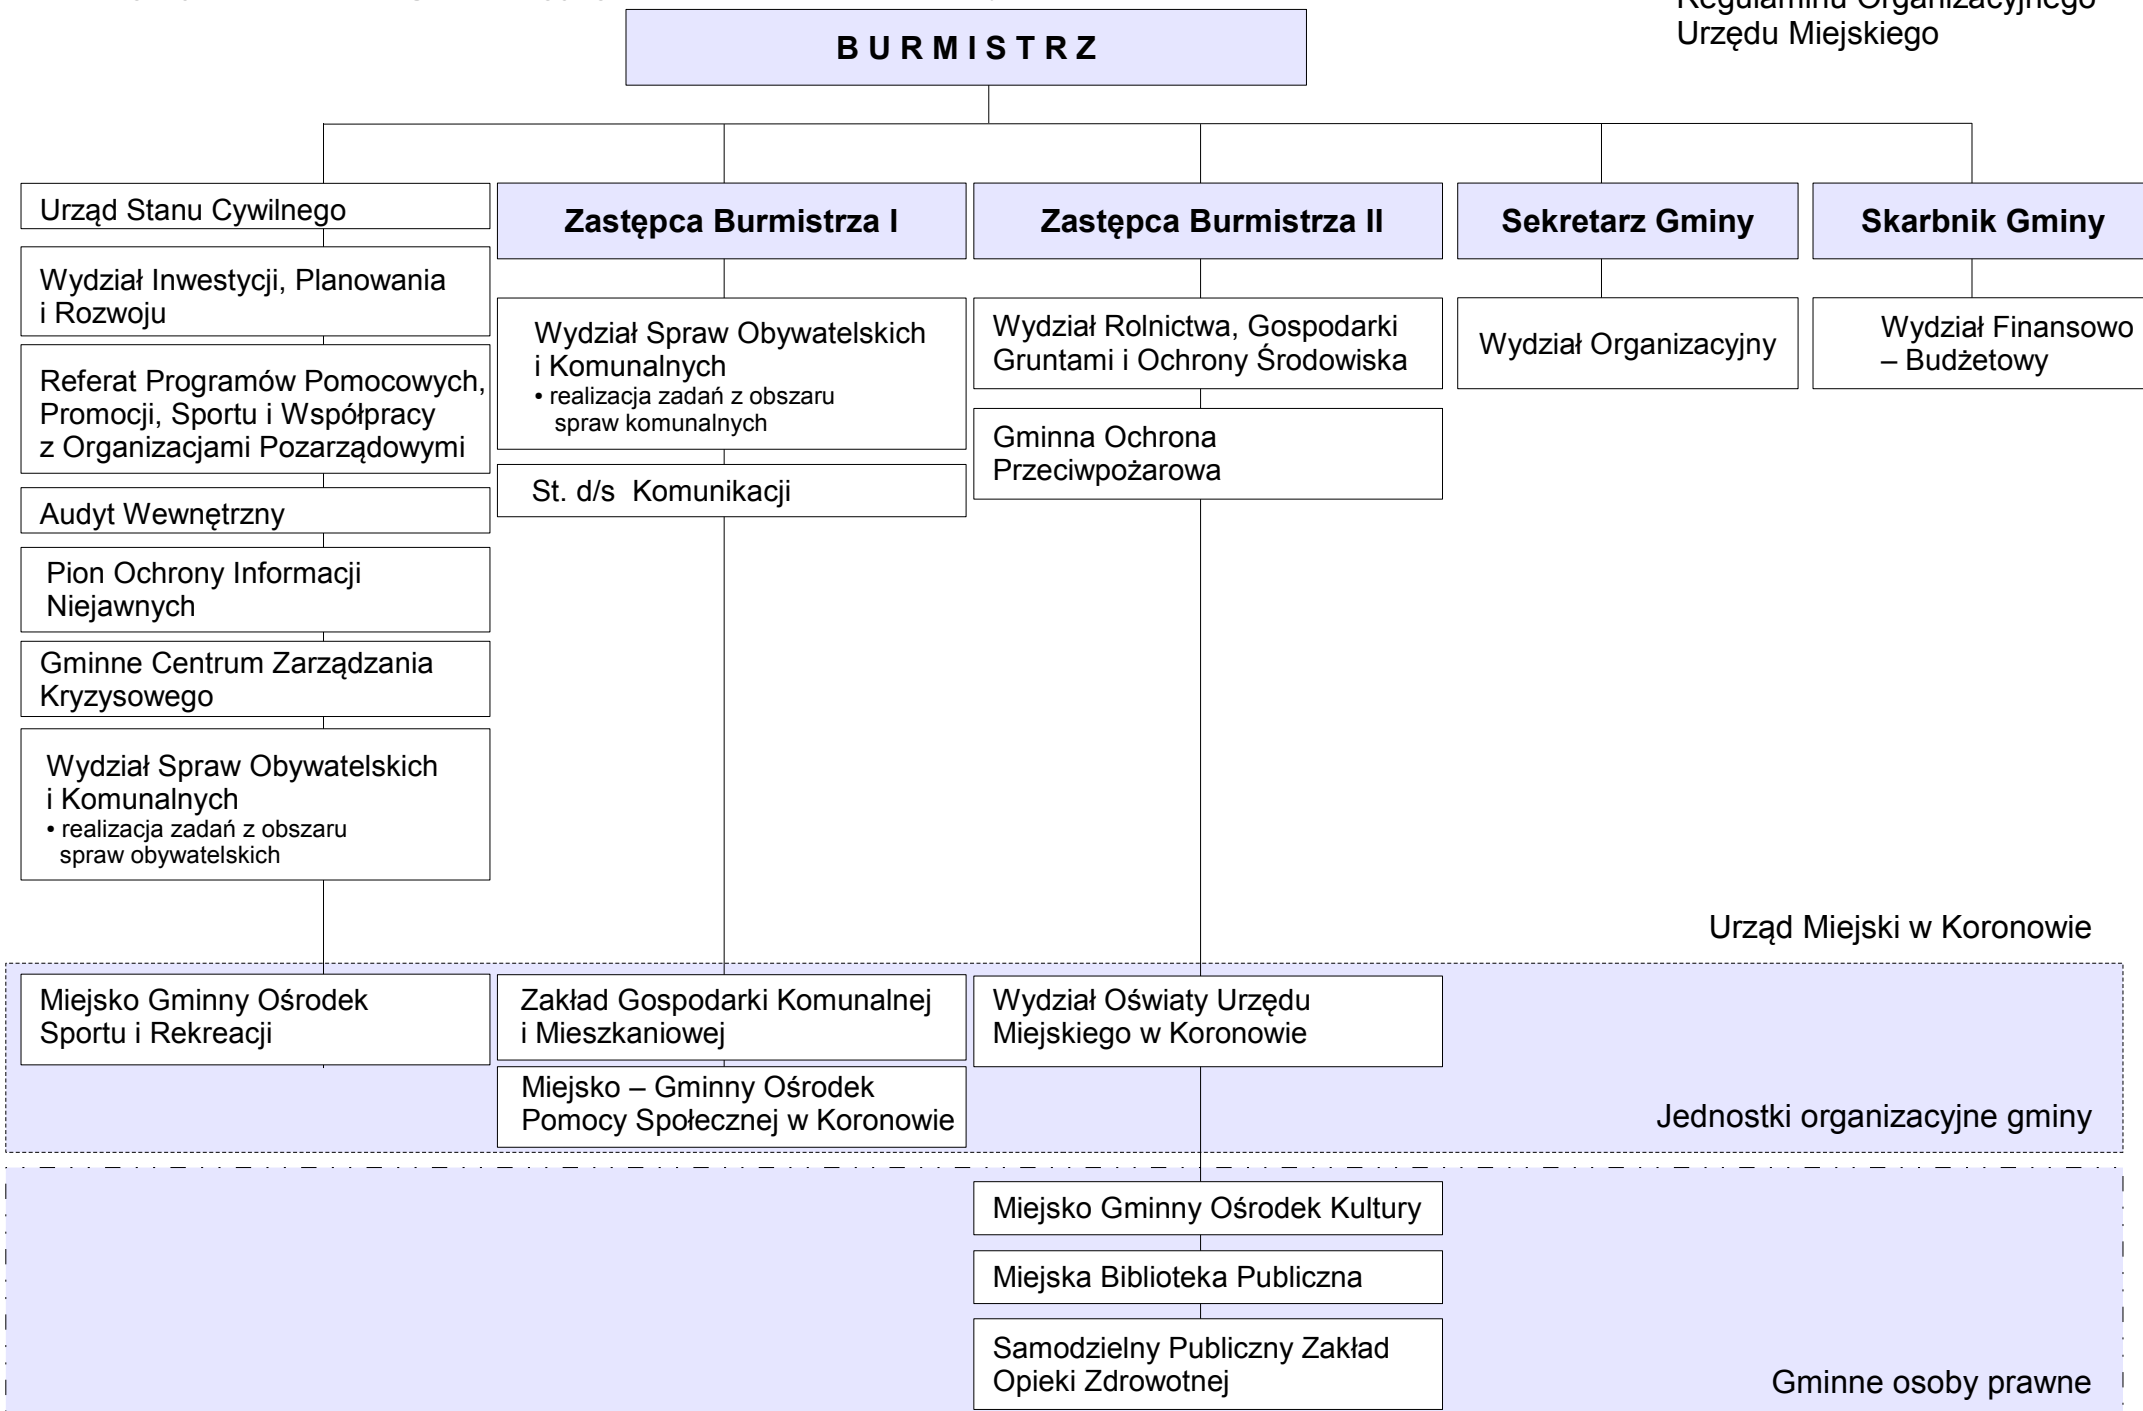 Regulaminu Organizacyjnego
Urzędu Miejskiego
B U R M I S T R Z
Urząd Stanu Cywilnego
Wydział Inwestycji, Planowania
i Rozwoju
Referat Programów Pomocowych,
Promocji, Sportu i Współpracy
z Organizacjami Pozarządowymi
Audyt Wewnętrzny
Pion Ochrony Informacji
Niejawnych
Gminne Centrum Zarządzania
Kryzysowego
Wydział Spraw Obywatelskich
i Komunalnych
• realizacja zadań z obszaru
spraw obywatelskich
Zastępca Burmistrza I
Wydział Spraw Obywatelskich
i Komunalnych
• realizacja zadań z obszaru
spraw komunalnych
St. d/s Komunikacji
Zastępca Burmistrza II
Wydział Rolnictwa, Gospodarki
Gruntami i Ochrony Środowiska
Gminna Ochrona
Przeciwpożarowa
Sekretarz Gminy
Wydział Organizacyjny
Skarbnik Gminy
Wydział Finansowo
– Budżetowy
Urząd Miejski w Koronowie
Miejsko Gminny Ośrodek
Sportu i Rekreacji
Zakład Gospodarki Komunalnej
i Mieszkaniowej
Miejsko – Gminny Ośrodek
Pomocy Społecznej w Koronowie
Wydział Oświaty Urzędu
Miejskiego w Koronowie
Jednostki organizacyjne gminy
Miejsko Gminny Ośrodek Kultury
Miejska Biblioteka Publiczna
Samodzielny Publiczny Zakład
Opieki Zdrowotnej
Gminne osoby prawne